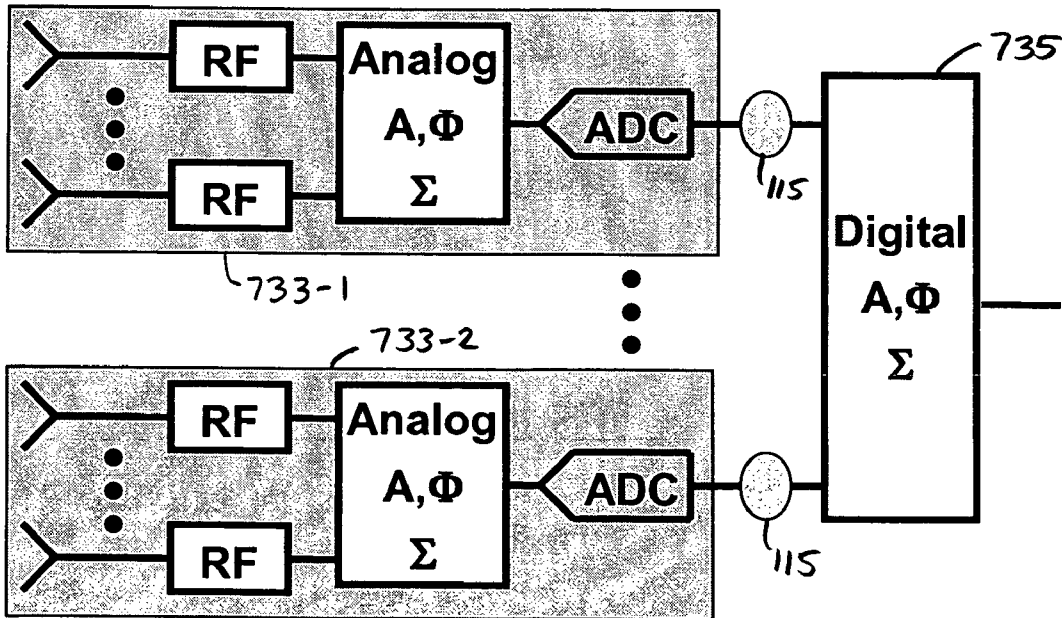 735
RF
Analog
A,Φ
Σ
ADC
115
RF
733-1
Digital
A,Φ
Σ
733-2
RF
Analog
A,Φ
Σ
ADC
115
RF